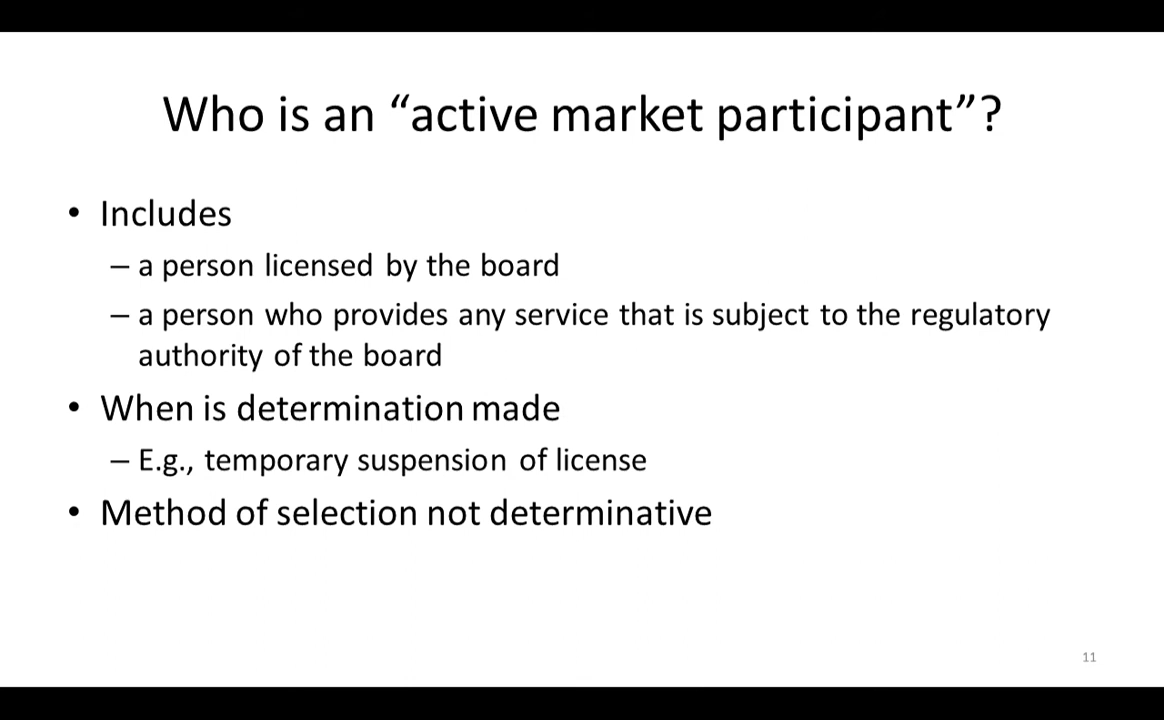 Who is an “active market participant”?
• Includes
– a person licensed by the board
– a person who provides any service that is subject to the regulatory
authority of the board
• When is determination made
– E.g., temporary suspension of license
• Method of selection not determinative
11